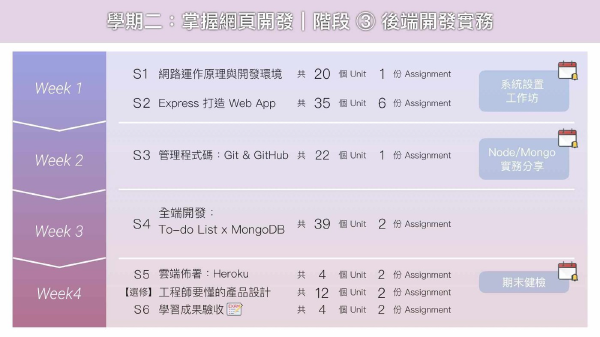 學期二：掌握網頁開發｜階段 ③ 後端開發實務
Week 1
S1 網路運作原理與開發環境 共 20 個 Unit 1 份 Assignment
S2 Express 打造 Web App 共 35 個 Unit 6 份 Assignment
系統設置
工作坊
Week 2
S3 管理程式碼：Git & GitHub 共 22 個 Unit 1 份 Assignment
Node/Mongo
實務分享
Week 3
S4 全端開發：
To-do List x MongoDB 共 39 個 Unit 2 份 Assignment
Week4
S5 雲端佈署：Heroku 共 4 個 Unit 2 份 Assignment
【選修】工程師要懂的產品設計 共 12 個 Unit 2 份 Assignment
S6 學習成果驗收 共 4 個 Unit 2 份 Assignment
期末健檢